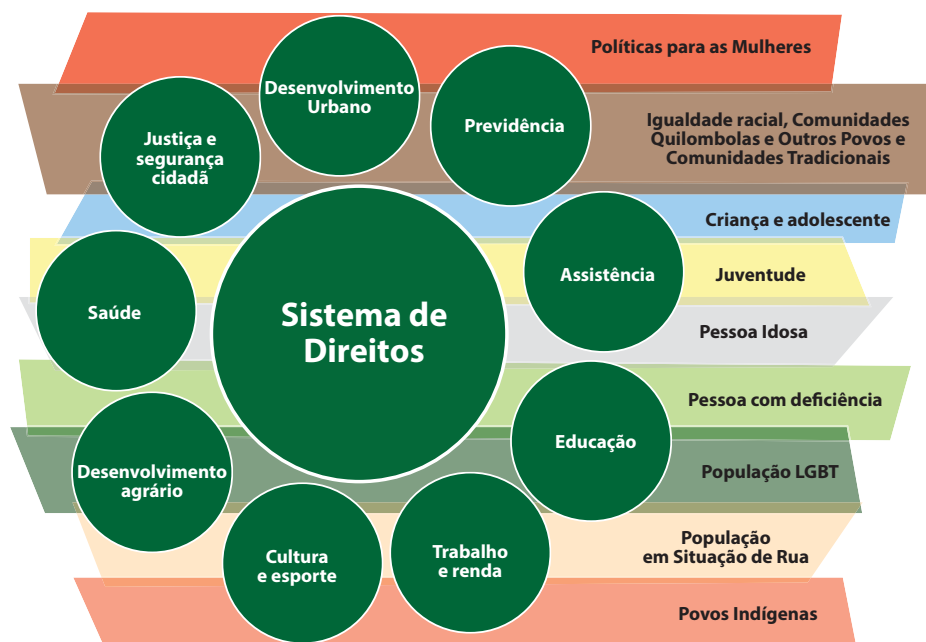 Políticas para as Mulheres
Desenvolvimento
Urbano
Previdência
Igualdade racial, Comunidades
Quilombolas e Outros Povos e
Comunidades Tradicionais
Justiça e
segurança
cidadã
Criança e adolescente
Assistência
Juventude
Saúde
Sistema de
Direitos
Pessoa Idosa
Pessoa com deficiência
Educação
Desenvolvimento
agrário
População LGBT
Cultura
e esporte
Trabalho
e renda
População
em Situação de Rua
Povos Indígenas